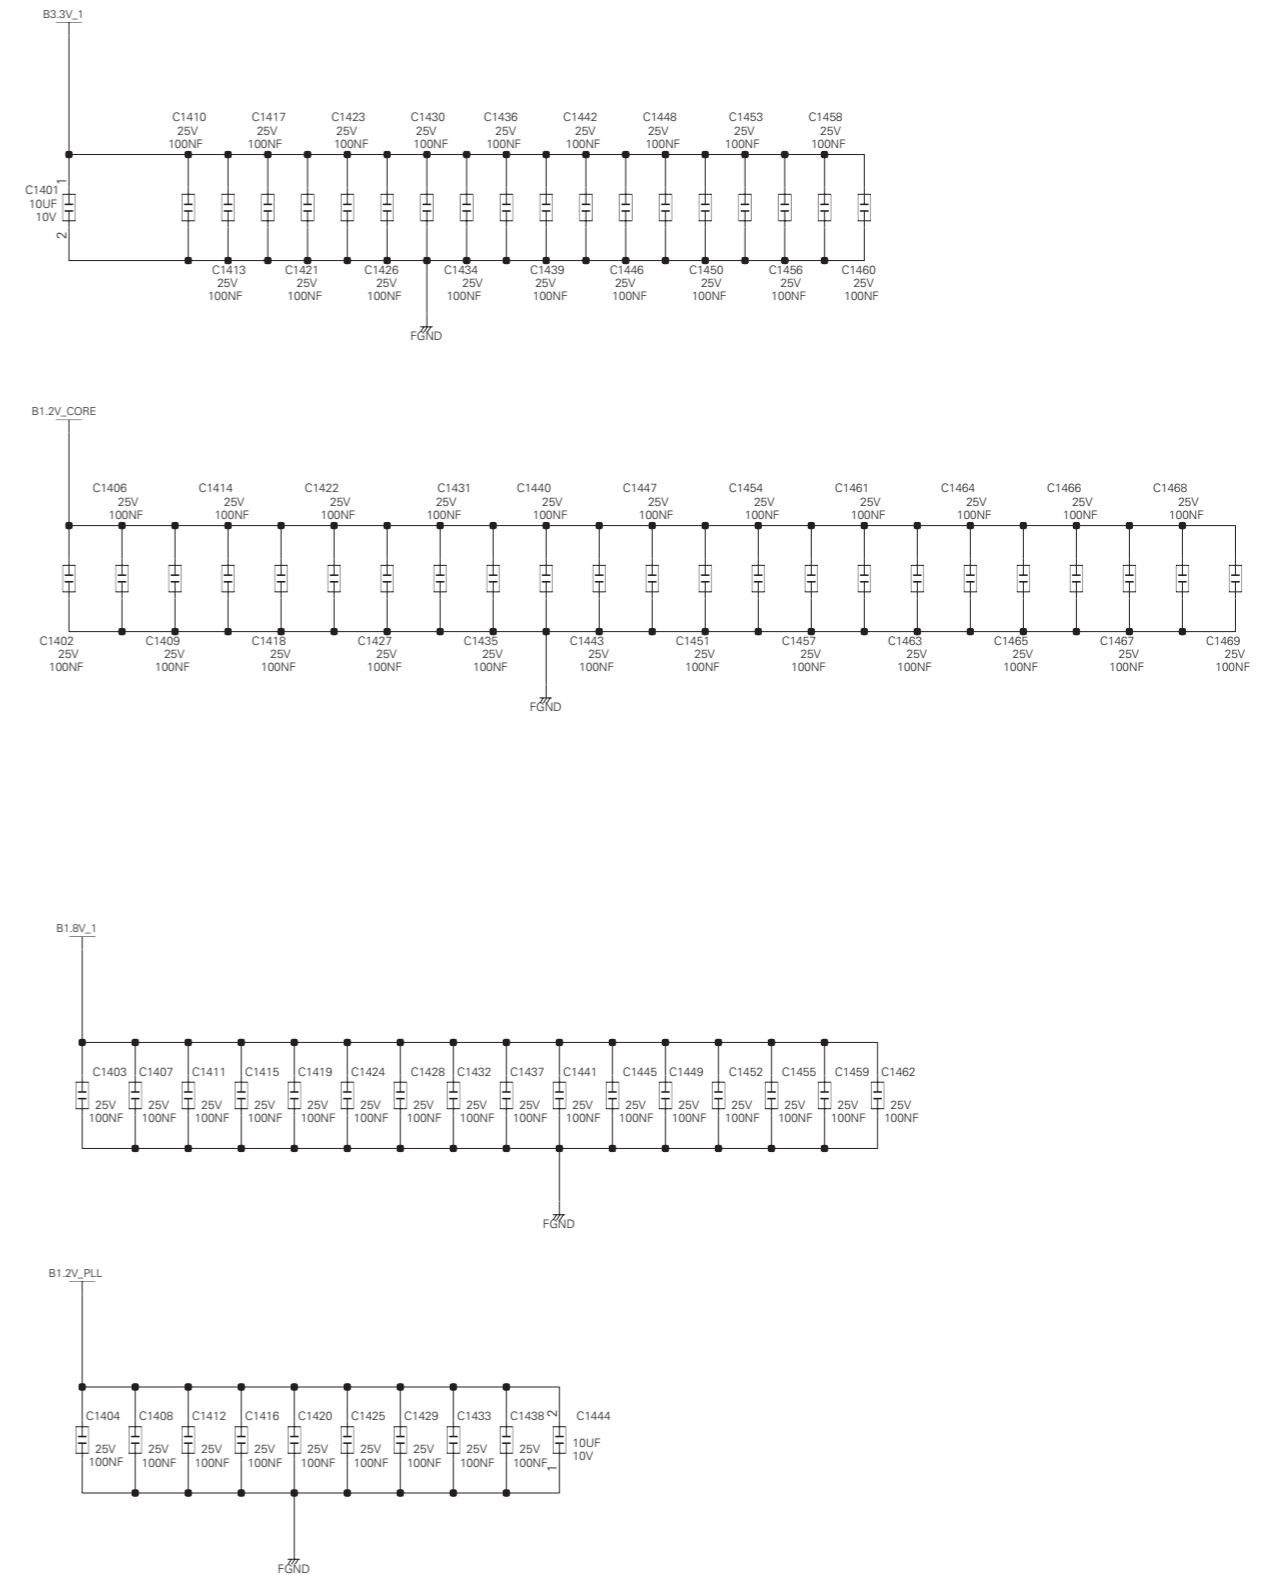 B3.3V_1
C1410 C1417 C1423 C1430 C1436 C1442 C1448 C1453 C1458
25V 25V 25V 25V 25V 25V 25V 25V 25V
100NF 100NF 100NF 100NF 100NF 100NF 100NF 100NF 100NF
1
C1401
10UF
10V
2
C1413 C1421 C1426 C1434 C1439 C1446 C1450 C1456 C1460
25V 25V 25V 25V 25V 25V 25V 25V 25V
100NF 100NF 100NF 100NF 100NF 100NF 100NF 100NF 100NF
FGND
B1.2V_CORE
C1406 C1414 C1422 C1431 C1440 C1447 C1454 C1461 C1464 C1466 C1468
25V 25V 25V 25V 25V 25V 25V 25V 25V 25V 25V
100NF 100NF 100NF 100NF 100NF 100NF 100NF 100NF 100NF 100NF 100NF
C1402 C1409 C1418 C1427 C1435 C1443 C1451 C1457 C1463 C1465 C1467 C1469
25V 25V 25V 25V 25V 25V 25V 25V 25V 25V 25V 25V
100NF 100NF 100NF 100NF 100NF 100NF 100NF 100NF 100NF 100NF 100NF 100NF
FGND
B1.8V_1
C1403 C1407 C1411 C1415 C1419 C1424 C1428 C1432 C1437 C1441 C1445 C1449 C1452 C1455 C1459 C1462
25V 25V 25V 25V 25V 25V 25V 25V 25V 25V 25V 25V 25V 25V 25V 25V
100NF 100NF 100NF 100NF 100NF 100NF 100NF 100NF 100NF 100NF 100NF 100NF 100NF 100NF 100NF 100NF
FGND
B1.2V_PLL
C1404 C1408 C1412 C1416 C1420 C1425 C1429 C1433 C1438 2 C1444
25V 25V 25V 25V 25V 25V 25V 25V 25V 10UF
100NF 100NF 100NF 100NF 100NF 100NF 100NF 100NF 100NF 1 10V
FGND